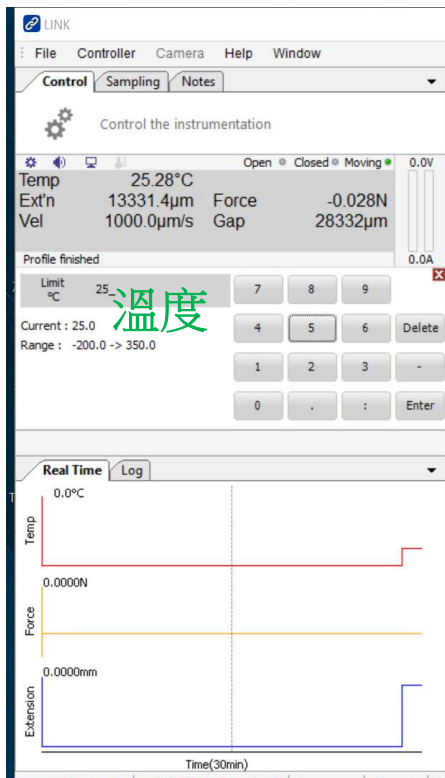 LINK
File Controller Camera Help Window
Control Sampling Notes
Control the instrumentation
Open Closed Moving 0.0V
Temp 25.28°C
Ext'n 13331.4µm Force -0.028N
Vel 1000.0µm/s Gap 28332µm
Profile finished 0.0A
Limit
°C
25_
溫度
Current : 25.0
Range : -200.0 -> 350.0
7 8 9
4 5 6 Delete
1 2 3 -
0 . : Enter
Real Time Log
0.0°C
Temp
0.0000N
Force
0.0000mm
Extension
Time(30min)